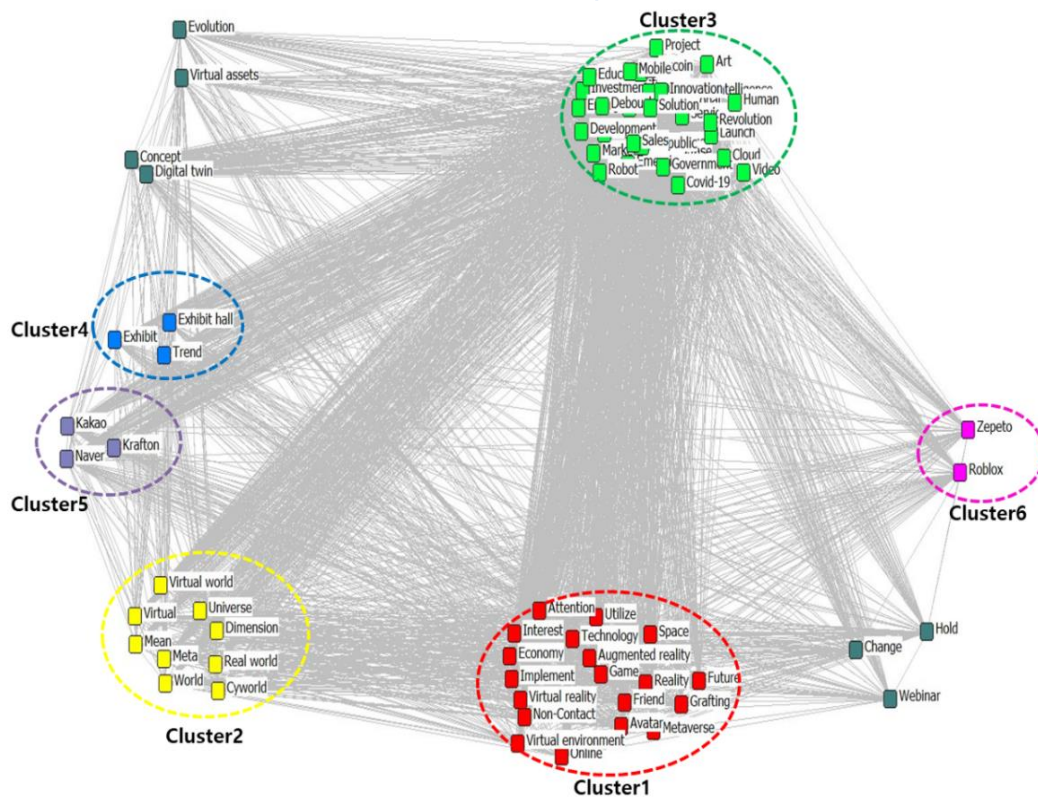 Cluster3
Evolution
Project
Art
Mobile
coin
Virtual assets
Investment
Innovation
Human
Solution
Revolution
Launch
Development
Sales
public
Cloud
Government
Video
Robot
Covid-19
Concept
Digital twin
Exhibit hall
Cluster4
Exhibit
Trend
Kakao
Krafton
Naver
Cluster5
Zepeto
Roblox
Cluster6
Virtual world
Virtual
Universe
Dimension
Mean
Meta
Real world
World
Cyworld
Cluster2
Attention
Utilize
Interest
Technology
Space
Economy
Augmented reality
Implement
Game
Reality
Future
Virtual reality
Friend
Grafting
Non-Contact
Avatar
Metaverse
Virtual environment
Online
Cluster1
Hold
Change
Webinar